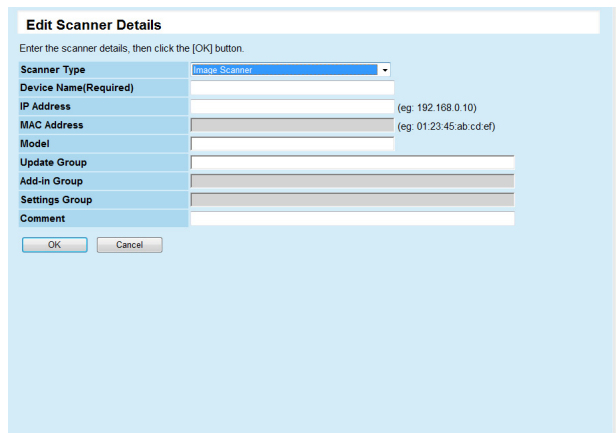 Edit Scanner Details
Enter the scanner details, then click the [OK] button.
Scanner Type Image Scanner
Device Name(Required)
IP Address (eg: 192.168.0.10)
MAC Address (eg: 01:23:45:ab:cd:ef)
Model
Update Group
Add-in Group
Settings Group
Comment
OK Cancel